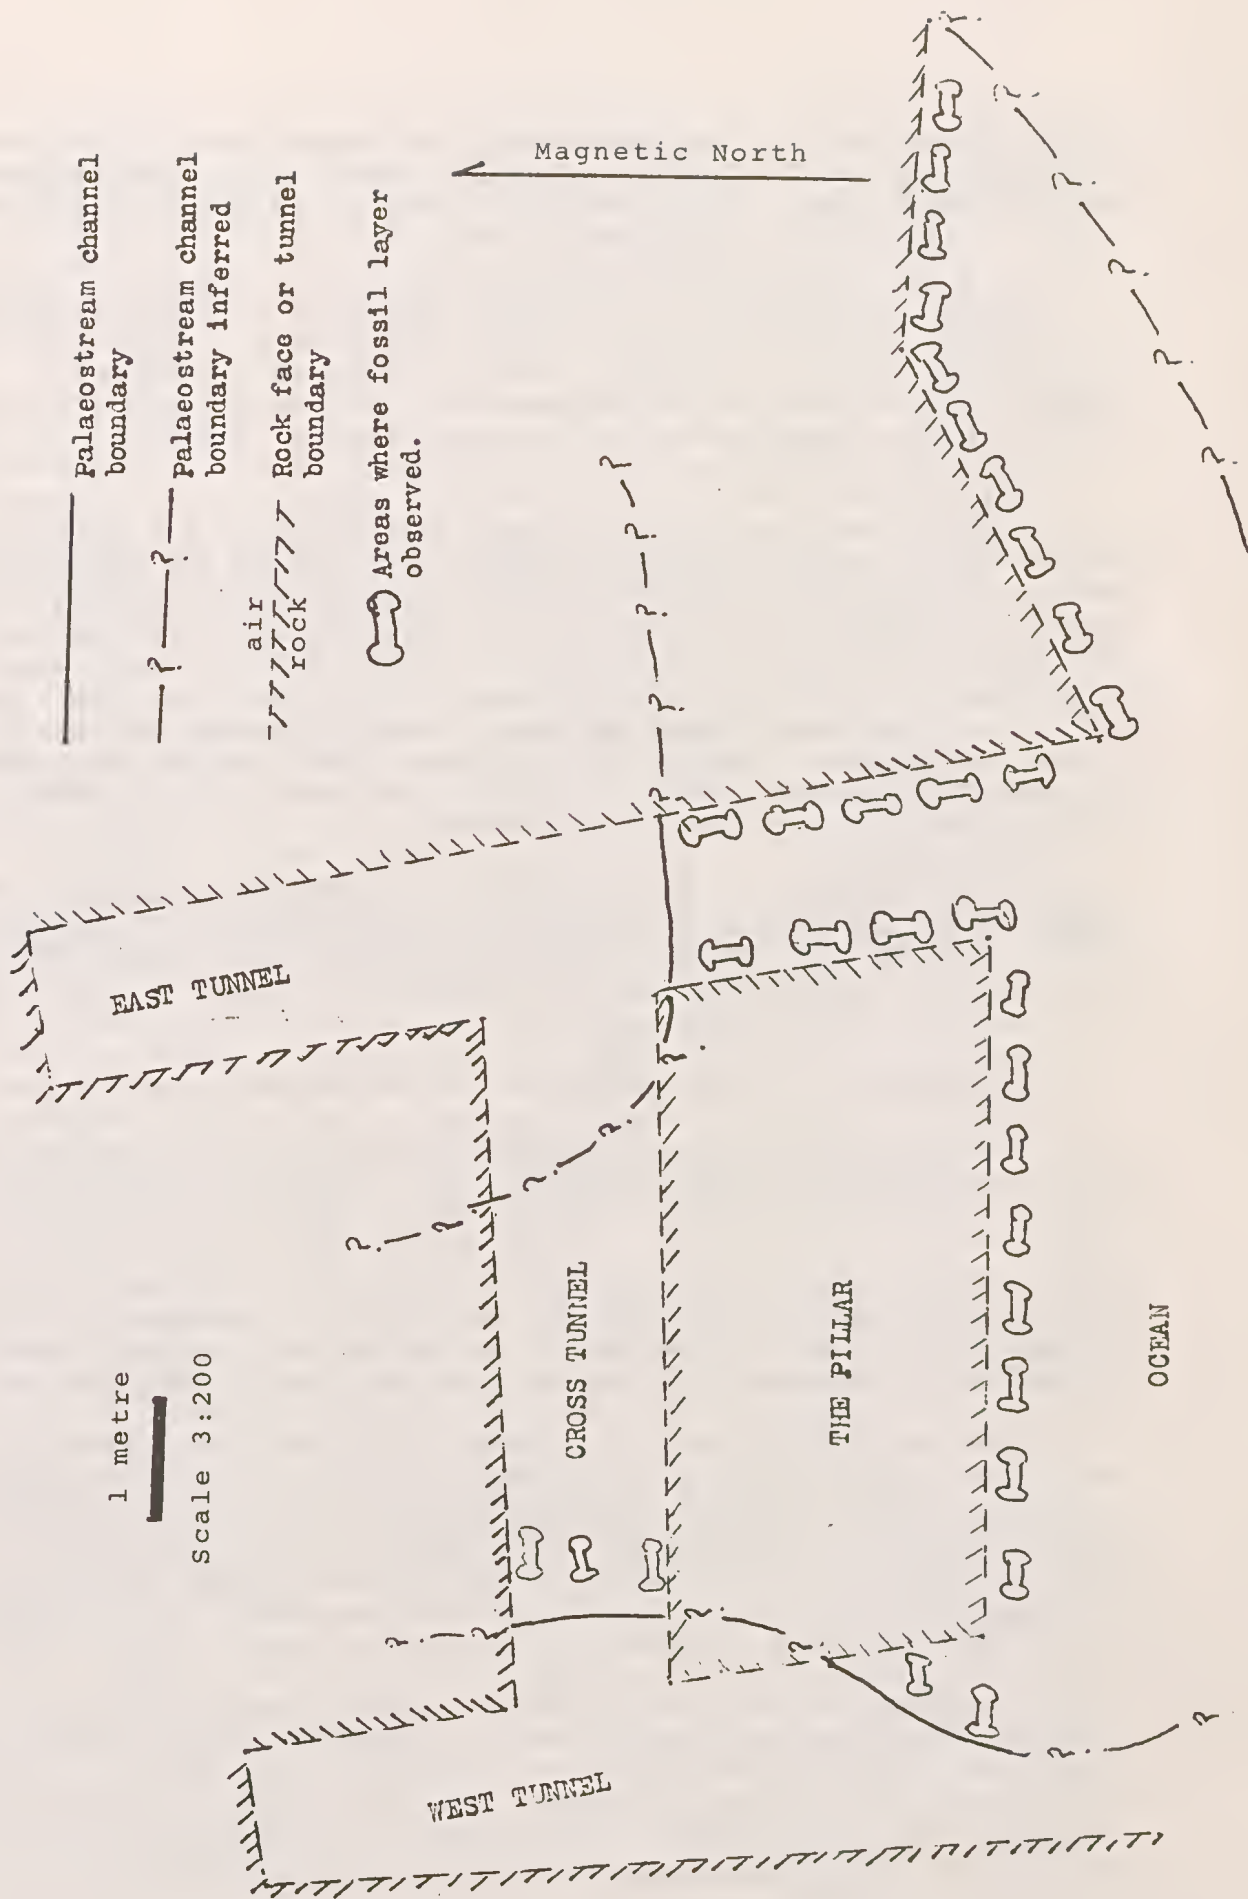 Palaeostream channel
boundary
? ?
Palaeostream channel
boundary inferred
air
rock
Rock face or tunnel
boundary
Areas where fossil layer
observed.
Magnetic North
1 metre
Scale 3:200
EAST TUNNEL
CROSS TUNNEL
WEST TUNNEL
THE PILLAR
OCEAN